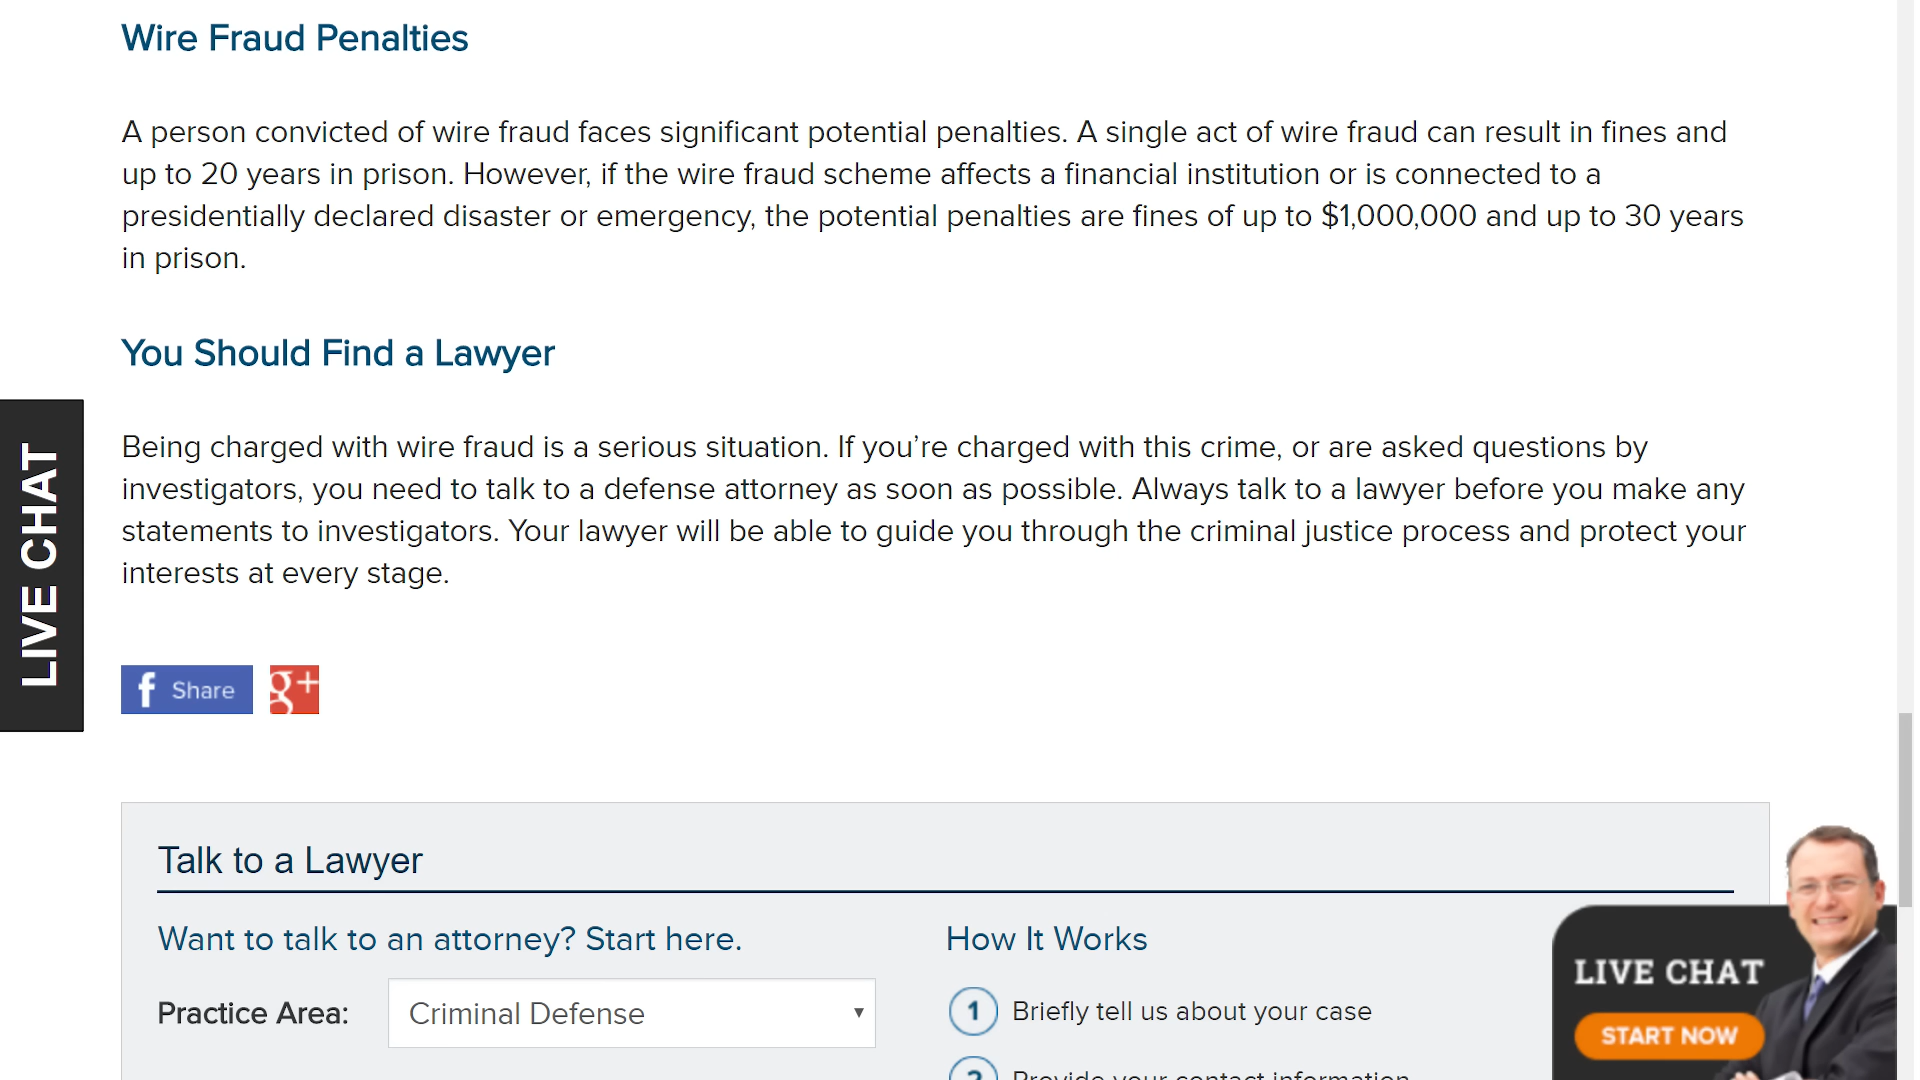 Wire Fraud Penalties
A person convicted of wire fraud faces significant potential penalties. A single act of wire fraud can result in fines and
up to 20 years in prison. However, if the wire fraud scheme affects a financial institution or is connected to a
presidentially declared disaster or emergency, the potential penalties are fines of up to $1,000,000 and up to 30 years
in prison.
You Should Find a Lawyer
Being charged with wire fraud is a serious situation. If you’re charged with this crime, or are asked questions by
investigators, you need to talk to a defense attorney as soon as possible. Always talk to a lawyer before you make any
statements to investigators. Your lawyer will be able to guide you through the criminal justice process and protect your
interests at every stage.
LIVE CHAT
f Share g+
Talk to a Lawyer
Want to talk to an attorney? Start here.
Practice Area: Criminal Defense
How It Works
1 Briefly tell us about your case
2 Provide your contact information
LIVE CHAT
START NOW